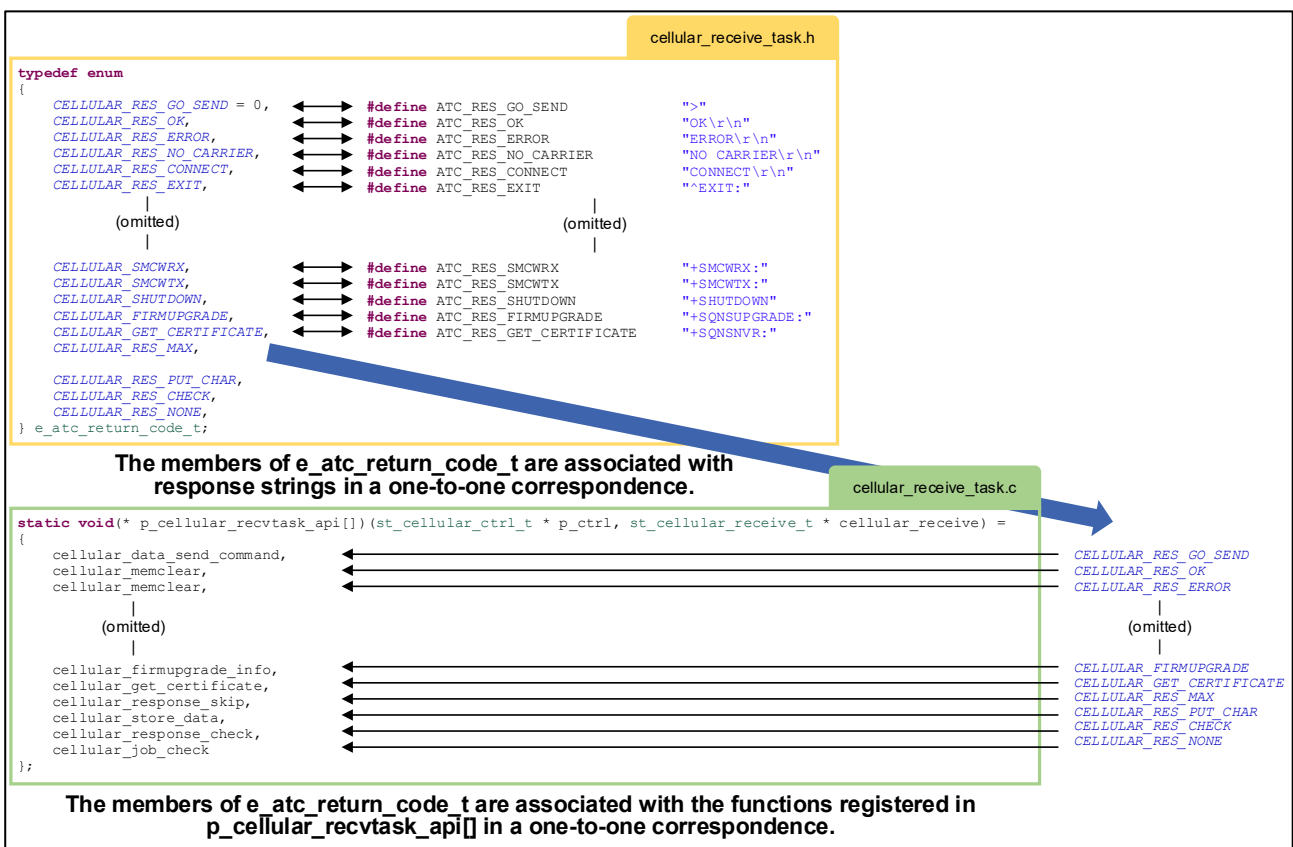 cellular_receive_task.h
typedef enum
{
CELLULAR_RES_GO_SEND = 0, #define ATC_RES_GO_SEND ">"
CELLULAR_RES_OK, #define ATC_RES_OK "OK\r\n"
CELLULAR_RES_ERROR, #define ATC_RES_ERROR "ERROR\r\n"
CELLULAR_RES_NO_CARRIER, #define ATC_RES_NO_CARRIER "NO CARRIER\r\n"
CELLULAR_RES_CONNECT, #define ATC_RES_CONNECT "CONNECT\r\n"
CELLULAR_RES_EXIT, #define ATC_RES_EXIT "^EXIT:"
| |
(omitted) (omitted)
| |
CELLULAR_SMCWRX, #define ATC_RES_SMCWRX "+SMCWRX:"
CELLULAR_SMCWTX, #define ATC_RES_SMCWTX "+SMCWTX:"
CELLULAR_SHUTDOWN, #define ATC_RES_SHUTDOWN "+SHUTDOWN"
CELLULAR_FIRMUPGRADE, #define ATC_RES_FIRMUPGRADE "+SQNSUPGRADE:"
CELLULAR_GET_CERTIFICATE, #define ATC_RES_GET_CERTIFICATE "+SQNSNVR:"
CELLULAR_RES_MAX,
CELLULAR_RES_PUT_CHAR,
CELLULAR_RES_CHECK,
CELLULAR_RES_NONE,
} e_atc_return_code_t;
The members of e_atc_return_code_t are associated with
response strings in a one-to-one correspondence.
cellular_receive_task.c
static void(* p_cellular_recvtask_api[])(st_cellular_ctrl_t * p_ctrl, st_cellular_receive_t * cellular_receive) =
{
cellular_data_send_command, CELLULAR_RES_GO_SEND
cellular_memclear, CELLULAR_RES_OK
cellular_memclear, CELLULAR_RES_ERROR
| |
(omitted) (omitted)
| |
cellular_firmupgrade_info, CELLULAR_FIRMUPGRADE
cellular_get_certificate, CELLULAR_GET_CERTIFICATE
cellular_response_skip, CELLULAR_RES_MAX
cellular_store_data, CELLULAR_RES_PUT_CHAR
cellular_response_check, CELLULAR_RES_CHECK
cellular_job_check CELLULAR_RES_NONE
};
The members of e_atc_return_code_t are associated with the functions registered in
p_cellular_recvtask_api[] in a one-to-one correspondence.